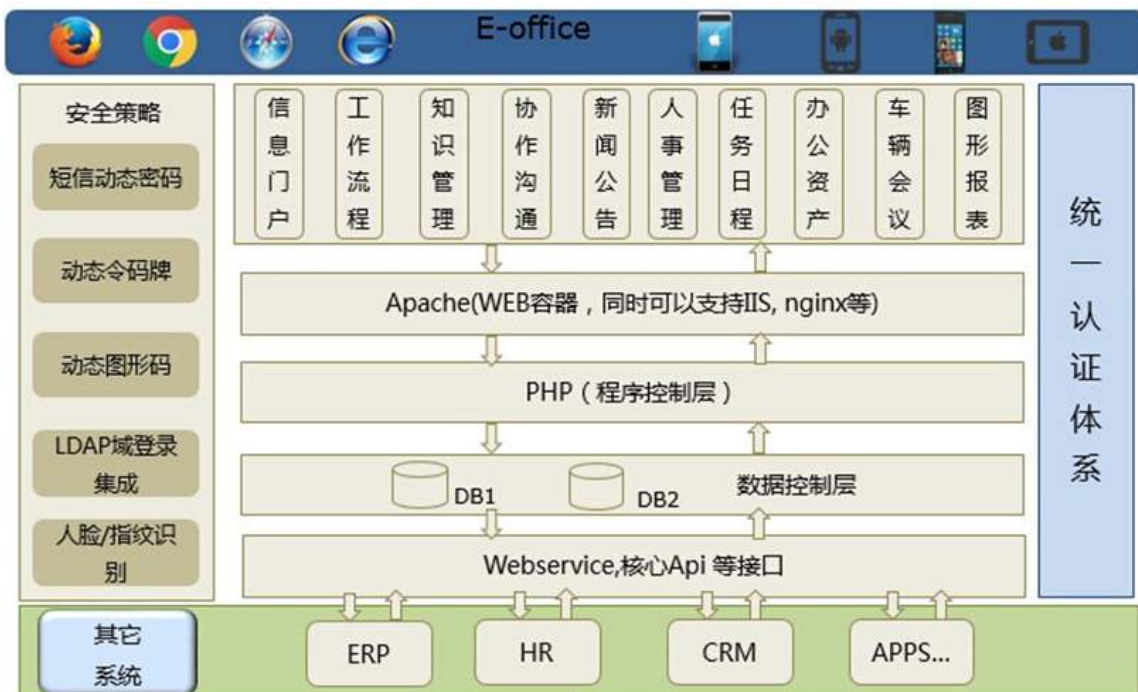 E-office
安全策略
短信动态密码
动态令码牌
动态图形码
LDAP域登录
集成
人脸/指纹识
别
信息门户
工作流程
知识管理
协作沟通
新闻公告
人事管理
任务日程
办公资产
车辆会议
图形报表
Apache(WEB容器，同时可以支持IIS, nginx等)
PHP（程序控制层）
DB1
DB2
数据控制层
Webservice,核心Api 等接口
统一认证体系
其它
系统
ERP
HR
CRM
APPS...